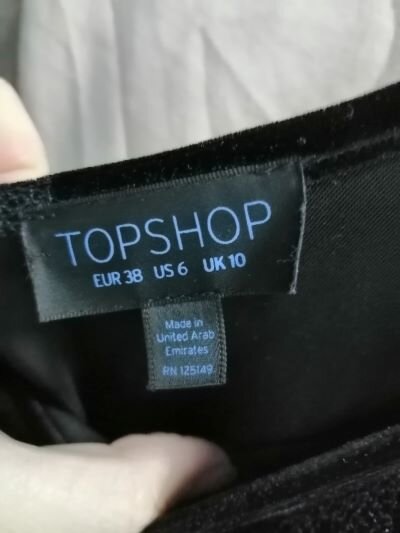 TOPSHOP
EUR 38 US 6 UK 10
Made in
United Arab
Emirates
RN 125149